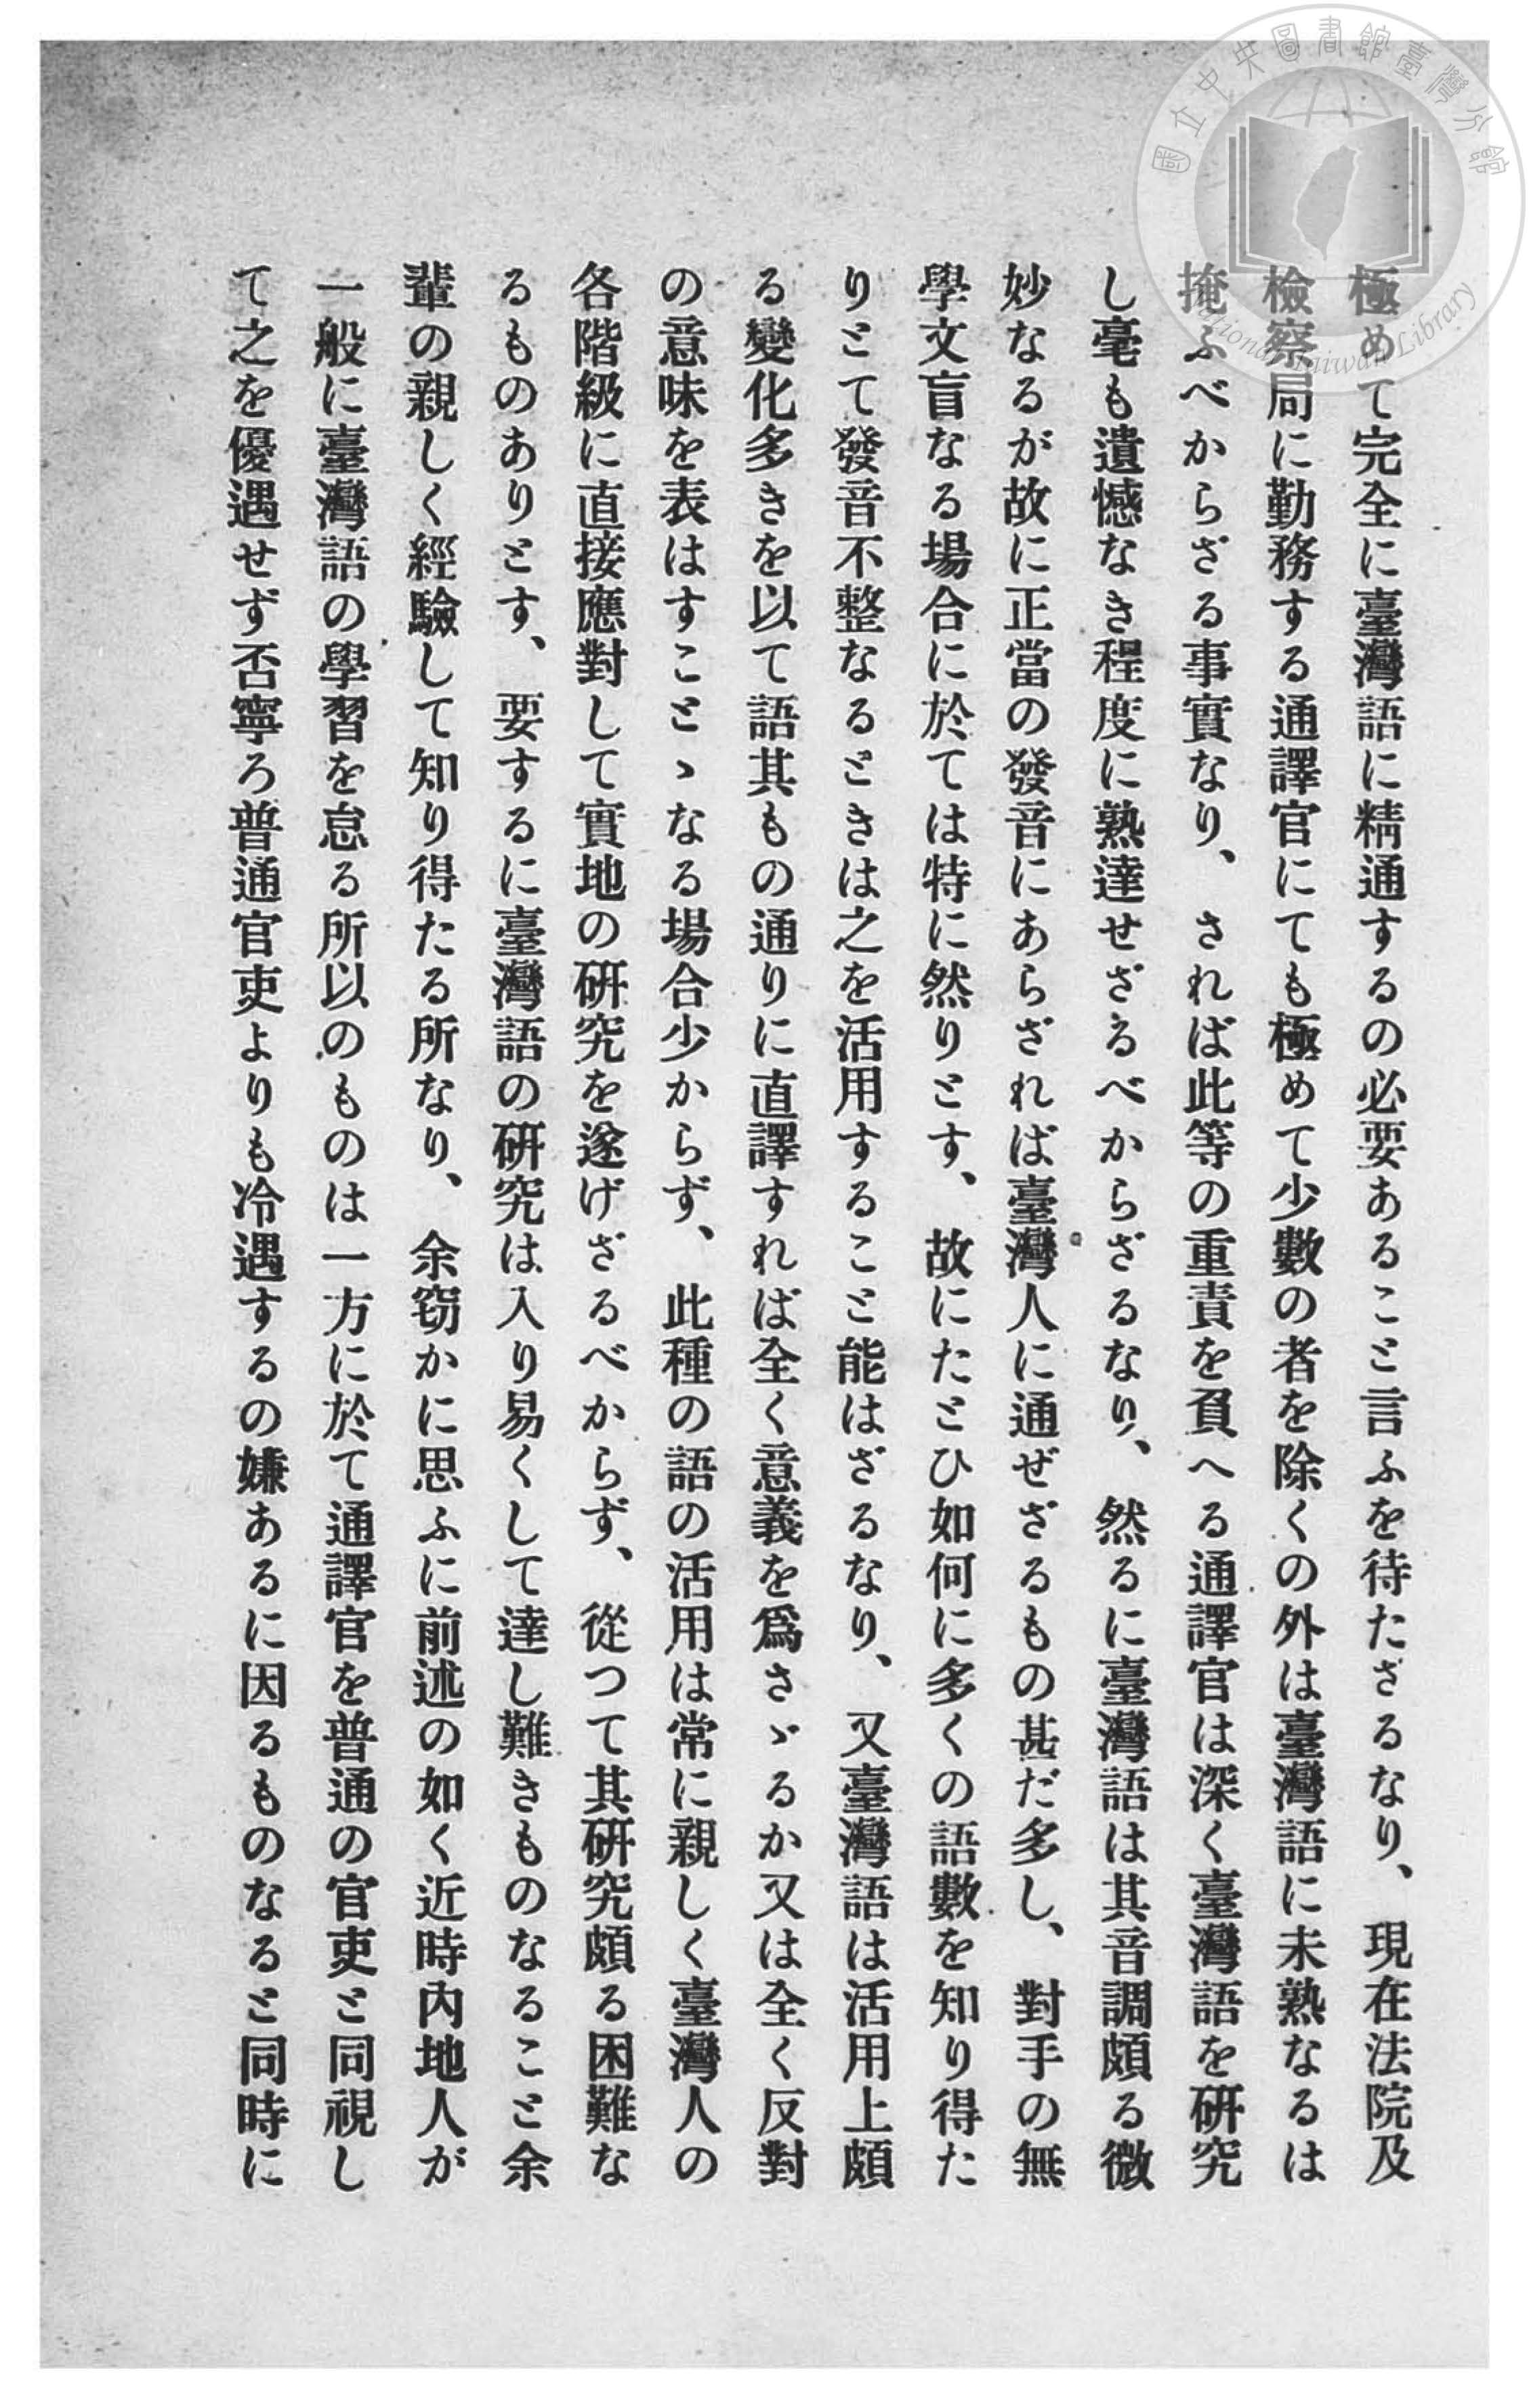 極めて完全に臺灣語に精通するの必要あること言ふを待たざるなり、現在法院及
檢察局に勤務する通譯官にても極めて少數の者を除くの外は臺灣語に未熟なるは
掩ふべからざる事實なり、されば此等の重責を負へる通譯官は深く臺灣語を研究
し毫も遺憾なき程度に熟達せざるべからざるなり、然るに臺灣語は其音調頗る微
妙なるが故に正當の發音にあらざれば臺灣人に通ぜざるもの甚だ多し、對手の無
學文盲なる場合に於ては特に然りとす、故にたとひ如何に多くの語數を知り得た
りとて發音不整なるときは之を活用すること能はざるなり、又臺灣語は活用上頗
る變化多きを以て語其もの通りに直譯すれば全く意義を爲さゞるか又は全く反對
の意味を表はすことゝなる場合少からず、此種の語の活用は常に親しく臺灣人の
各階級に直接應對して實地の研究を遂げざるべからず、從つて其研究頗る困難な
るものありとす、要するに臺灣語の研究は入り易くして達し難きものなること余
輩の親しく經驗して知り得たる所なり、余窃かに思ふに前述の如く近時內地人が
一般に臺灣語の學習を怠る所以のものは一方に於て通譯官を普通の官吏と同視し
て之を優遇せず否寧ろ普通官吏よりも冷遇するの嫌あるに因るものなると同時に
國立中央圖書館臺灣分館
National Taiwan Library